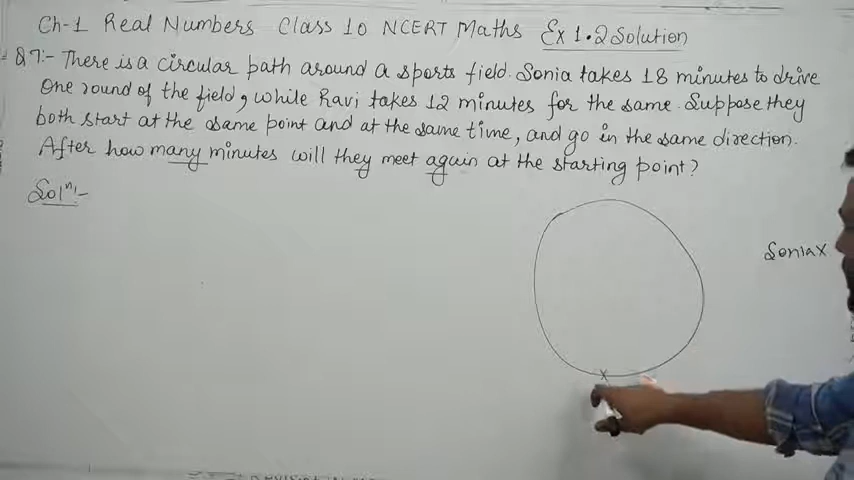 Ch-1 Real Numbers Class 10 NCERT Maths Ex 1.2 Solution
Q7:- There is a circular path around a sports field. Sonia takes 18 minutes to drive
One round of the field, while Ravi takes 12 minutes for the same. Suppose they
both start at the same point and at the same time, and go in the same direction.
After how many minutes will they meet again at the starting point?
Solⁿ:-
Sonia x
x